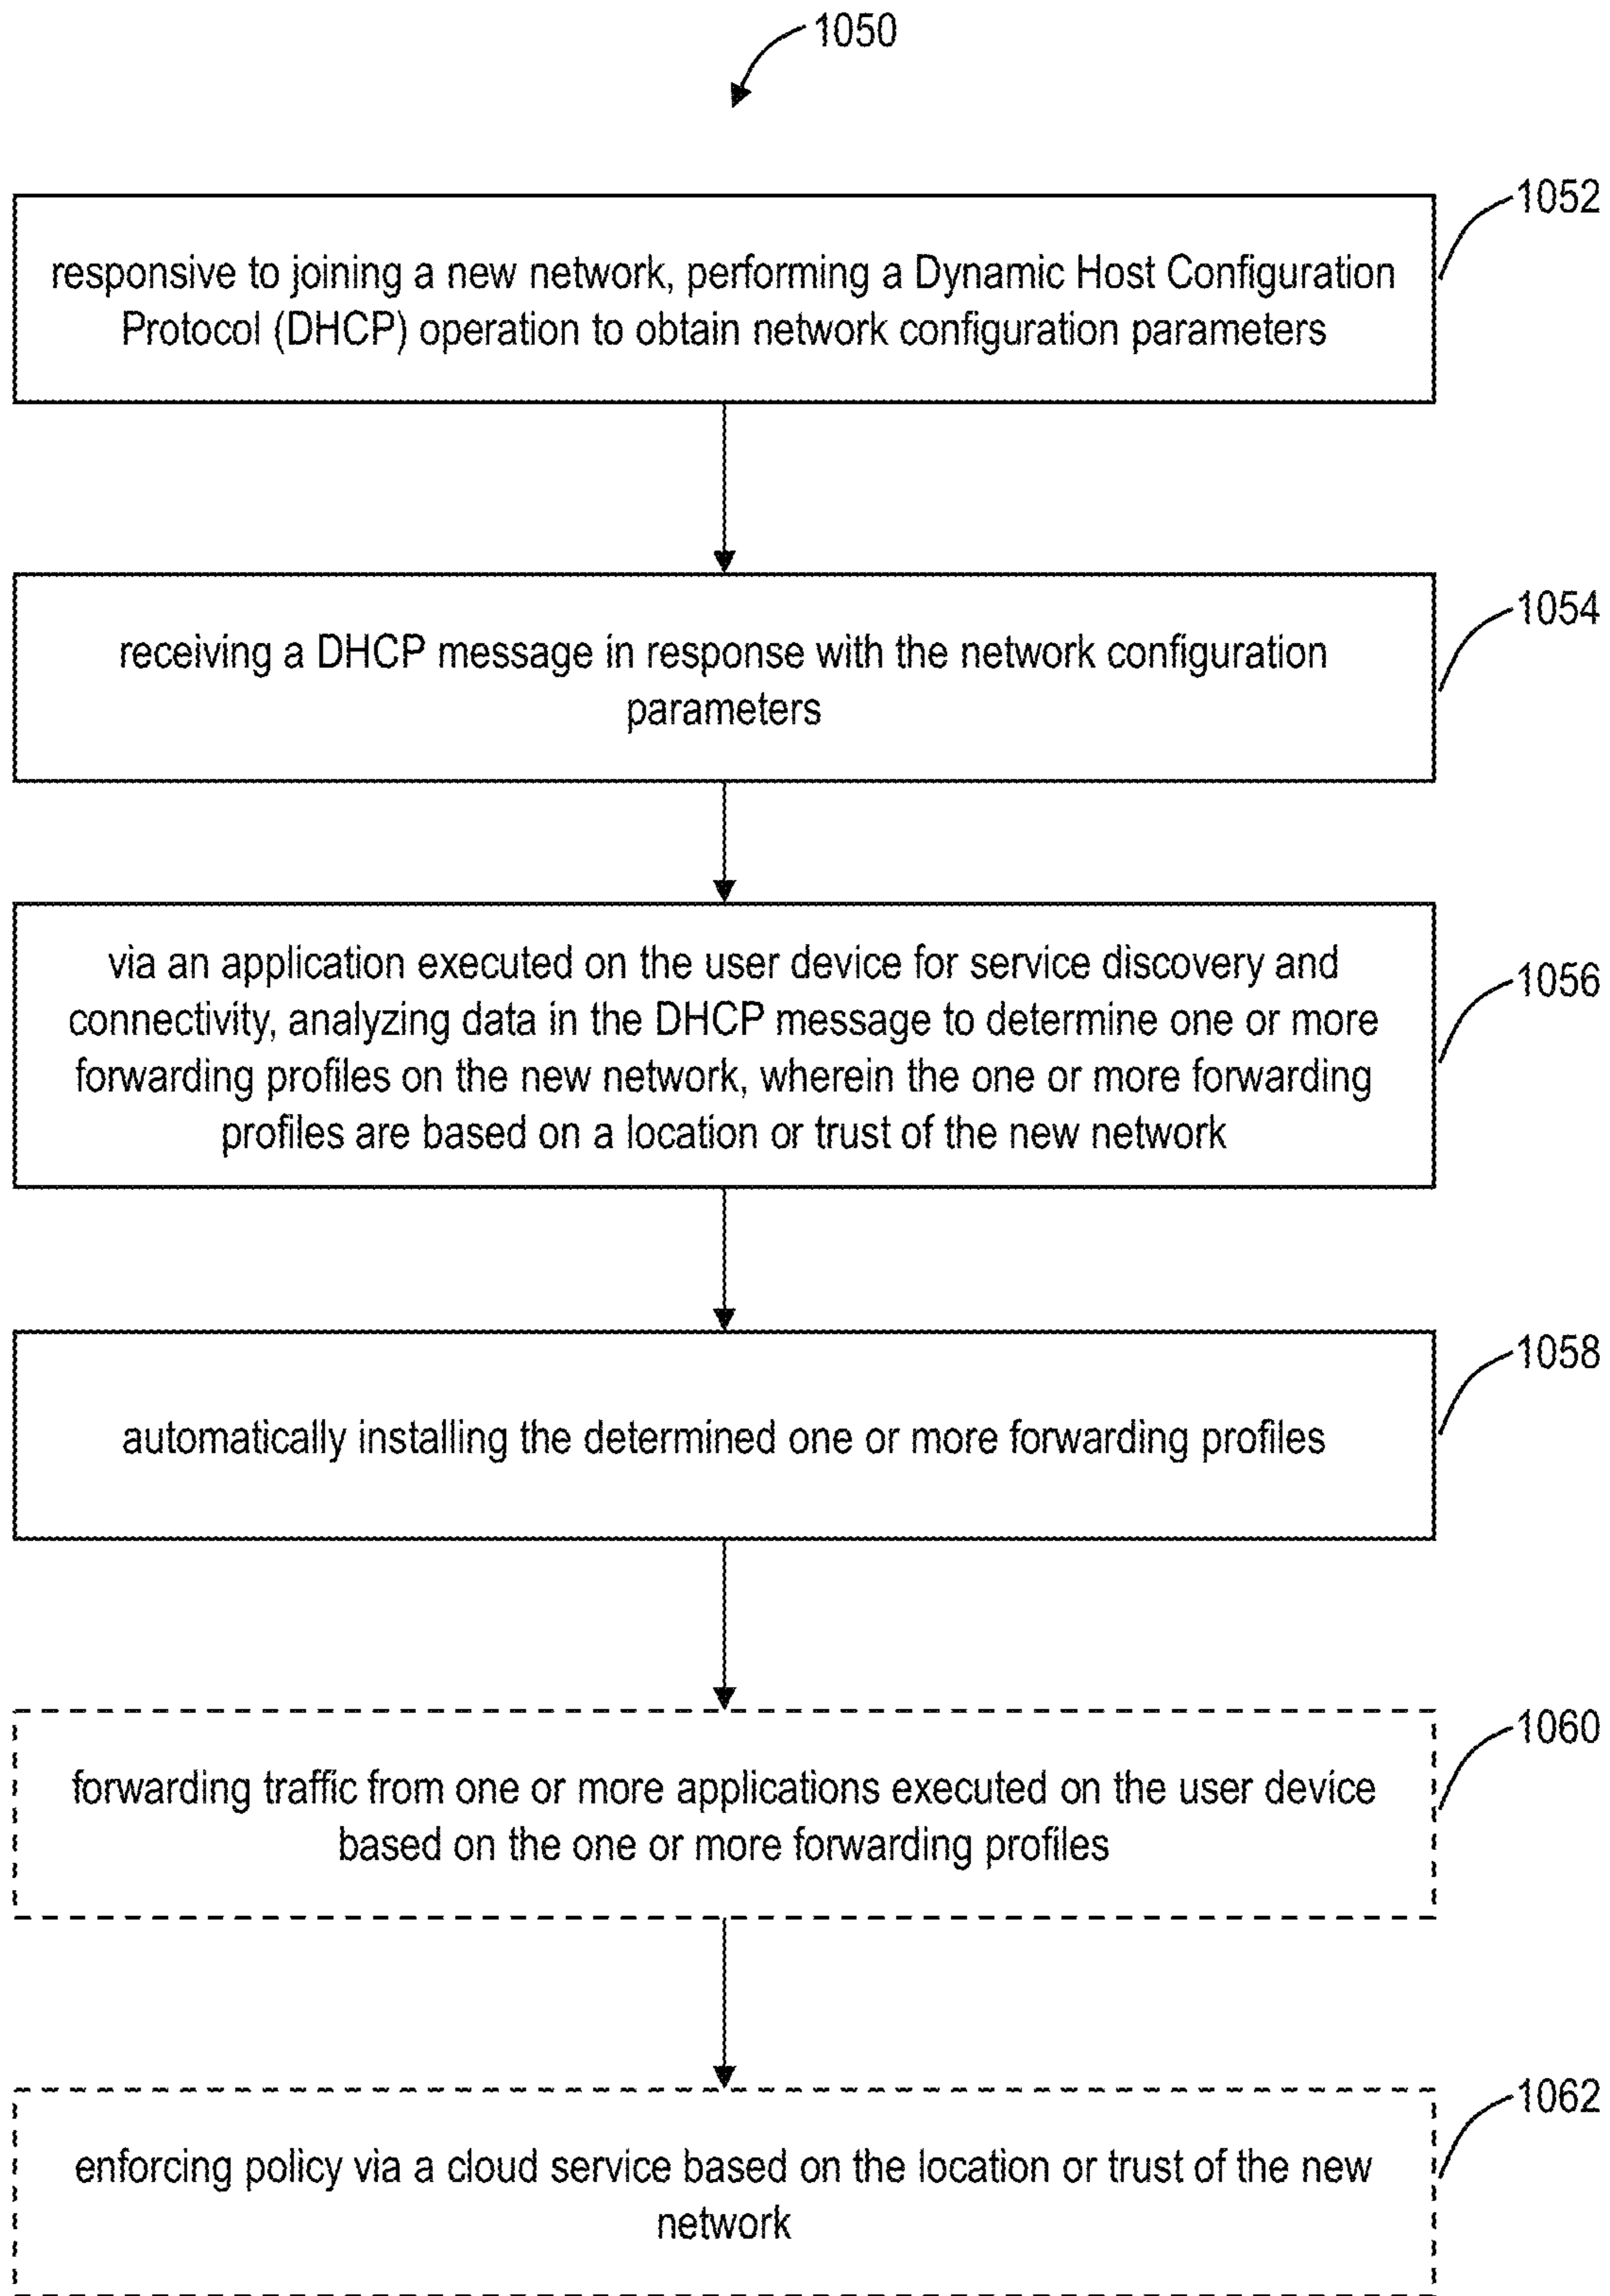 1050
1052
responsive to joining a new network, performing a Dynamic Host Configuration
Protocol (DHCP) operation to obtain network configuration parameters
1054
receiving a DHCP message in response with the network configuration
parameters
1056
via an application executed on the user device for service discovery and
connectivity, analyzing data in the DHCP message to determine one or more
forwarding profiles on the new network, wherein the one or more forwarding
profiles are based on a location or trust of the new network
1058
automatically installing the determined one or more forwarding profiles
1060
forwarding traffic from one or more applications executed on the user device
based on the one or more forwarding profiles
1062
enforcing policy via a cloud service based on the location or trust of the new
network